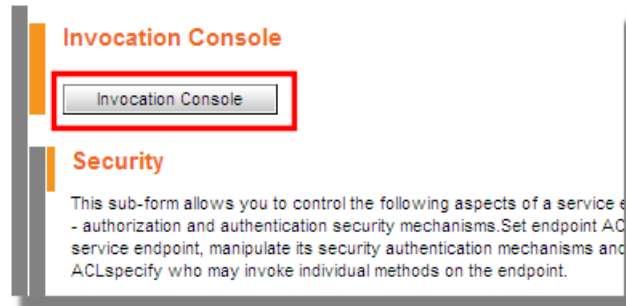 Invocation Console
Invocation Console
Security
This sub-form allows you to control the following aspects of a service
- authorization and authentication security mechanisms.Set endpoint AC
service endpoint, manipulate its security authentication mechanisms and
ACLspecify who may invoke individual methods on the endpoint.